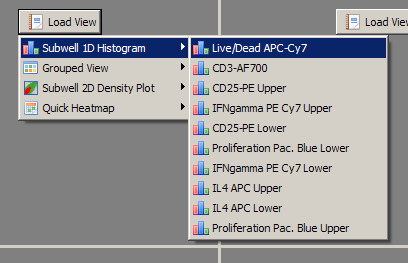 Load View
Load View
Subwell 1D Histogram
Grouped View
Subwell 2D Density Plot
Quick Heatmap
Live/Dead APC-Cy7
CD3-AF700
CD25-PE Upper
IFNgamma PE Cy7 Upper
CD25-PE Lower
Proliferation Pac. Blue Lower
IFNgamma PE Cy7 Lower
IL4 APC Upper
IL4 APC Lower
Proliferation Pac. Blue Upper